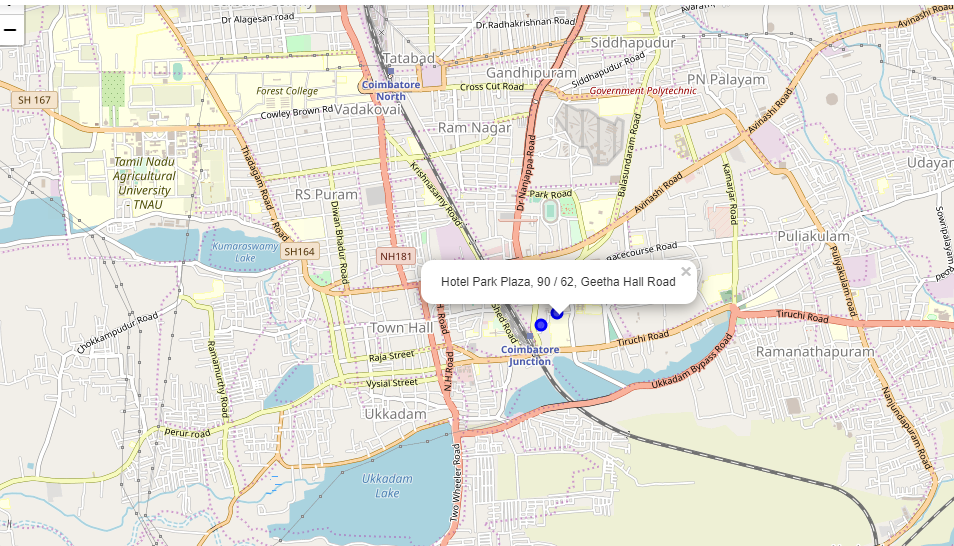 Dr Alagesan road
Dr.Radhakrishnan Road
Avinashi Road
Siddhapudur
Tatabad
Gandhipuram
Siddhapudur Road
PN Palayam
Coimbatore
North
Forest College
Cross Cut Road
Government Polytechnic
SH 167
Cowley Brown Rd
Vadakovai
Ram Nagar
Avinashi Road
Tamil Nadu
Agricultural
University
TNAU
Thadagam Road - Road
Krishnasamy Road
Dr Nanjappa Road
Balasundaram Road
Kamarajar Road
RS Puram
Park Road
Avinashi Road
Diwan Bhadur Road
Sowripalayam
Puliakulam
Kumaraswamy
Lake
SH164
NH181
racecourse Road
Puliakulam road
×
Hotel Park Plaza, 90 / 62, Geetha Hall Road
Chokkampudur Road
Town Hall
Tiruchi Road
Tiruchi Road
Coimbatore
Junction
Raja Street
Ramanathapuram
Ramamurthy Road
Vysial Street
N.H.Road
Ukkadam Bypass Road
Ukkadam
Nanjundapuram Road
perur road
Ukkadam
Lake
Two Wheeler Road